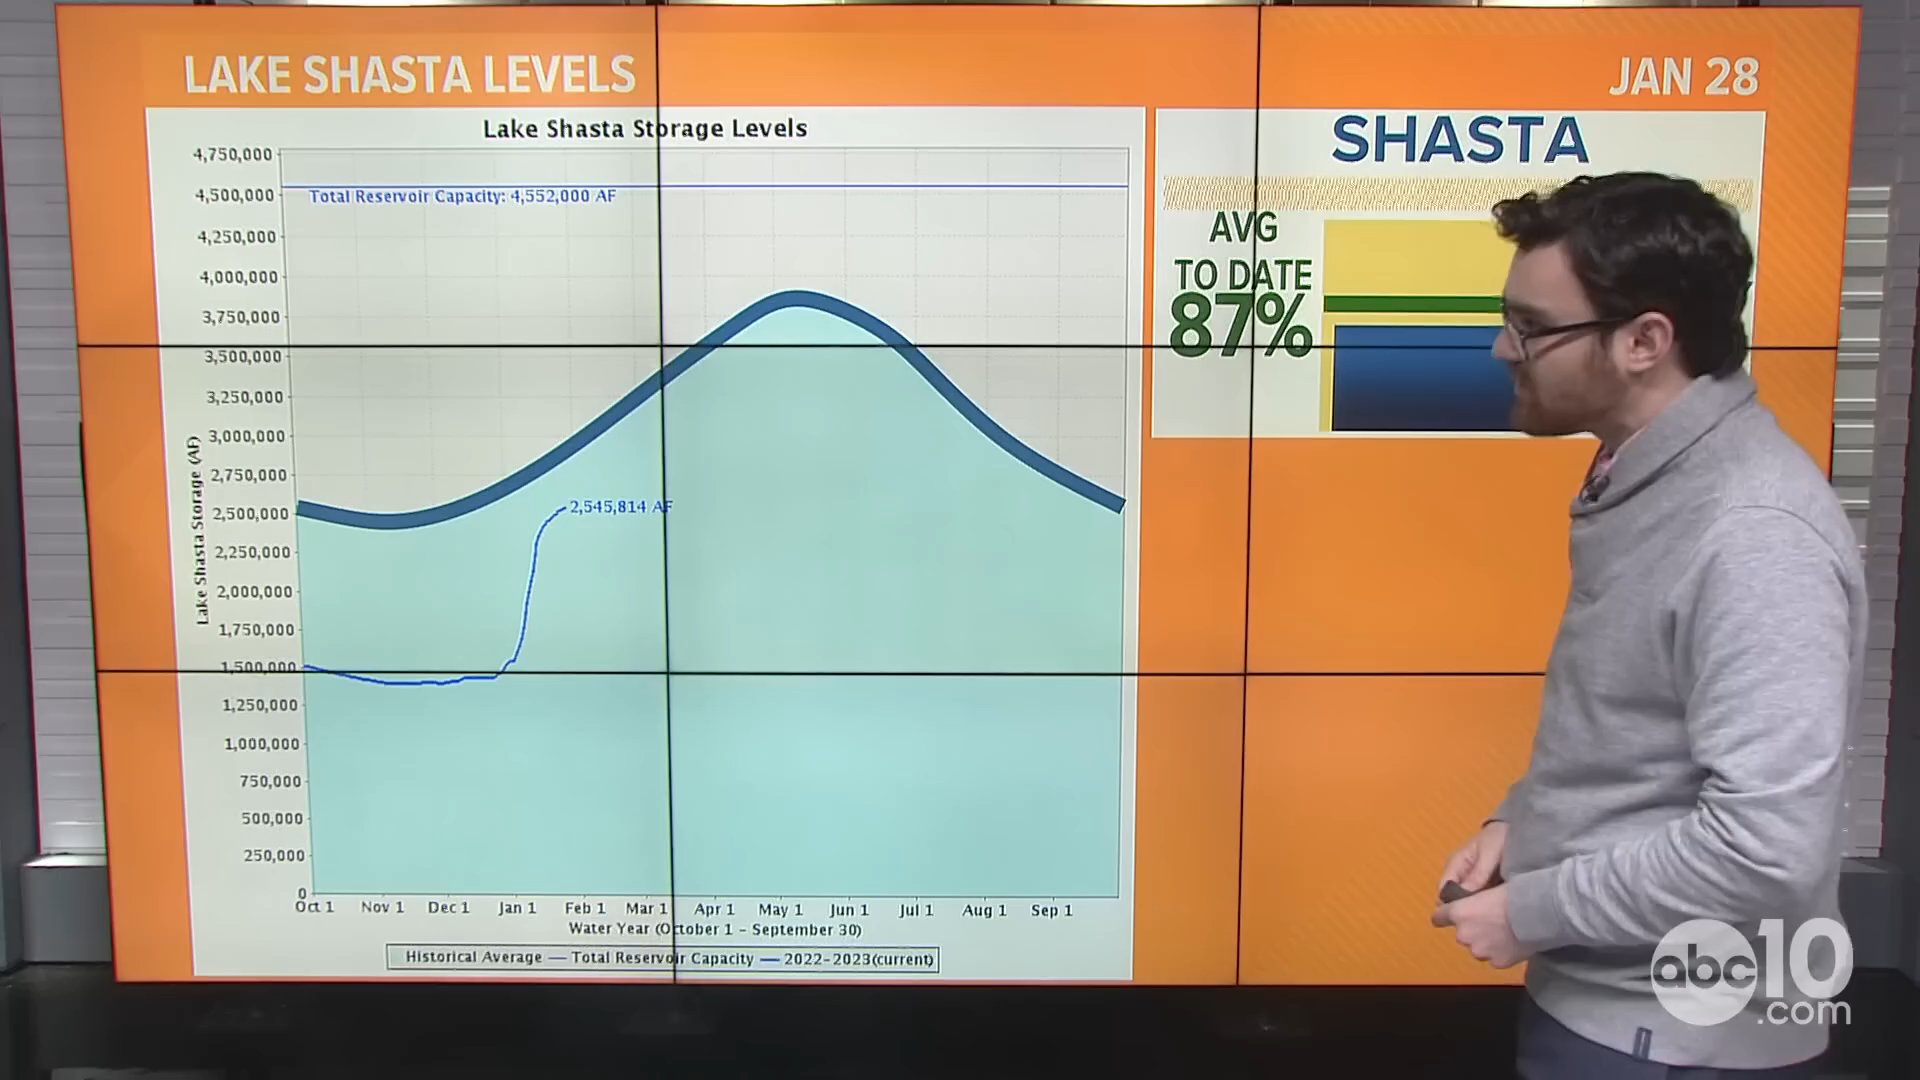 LAKE SHASTA LEVELS
JAN 28
Lake Shasta Storage Levels
4,750,000
4,500,000
4,250,000
4,000,000
3,750,000
3,500,000
3,250,000
3,000,000
2,750,000
2,500,000
2,250,000
2,000,000
1,750,000
1,500,000
1,250,000
1,000,000
750,000
500,000
250,000
0
Lake Shasta Storage (AF)
Total Reservoir Capacity: 4,552,000 AF
2,545,814 AF
Oct 1 Nov 1 Dec 1 Jan 1 Feb 1 Mar 1 Apr 1 May 1 Jun 1 Jul 1 Aug 1 Sep 1
Water Year (October 1 - September 30)
Historical Average — Total Reservoir Capacity — 2022-2023(current)
SHASTA
AVG
TO DATE
87%
abc10
.com